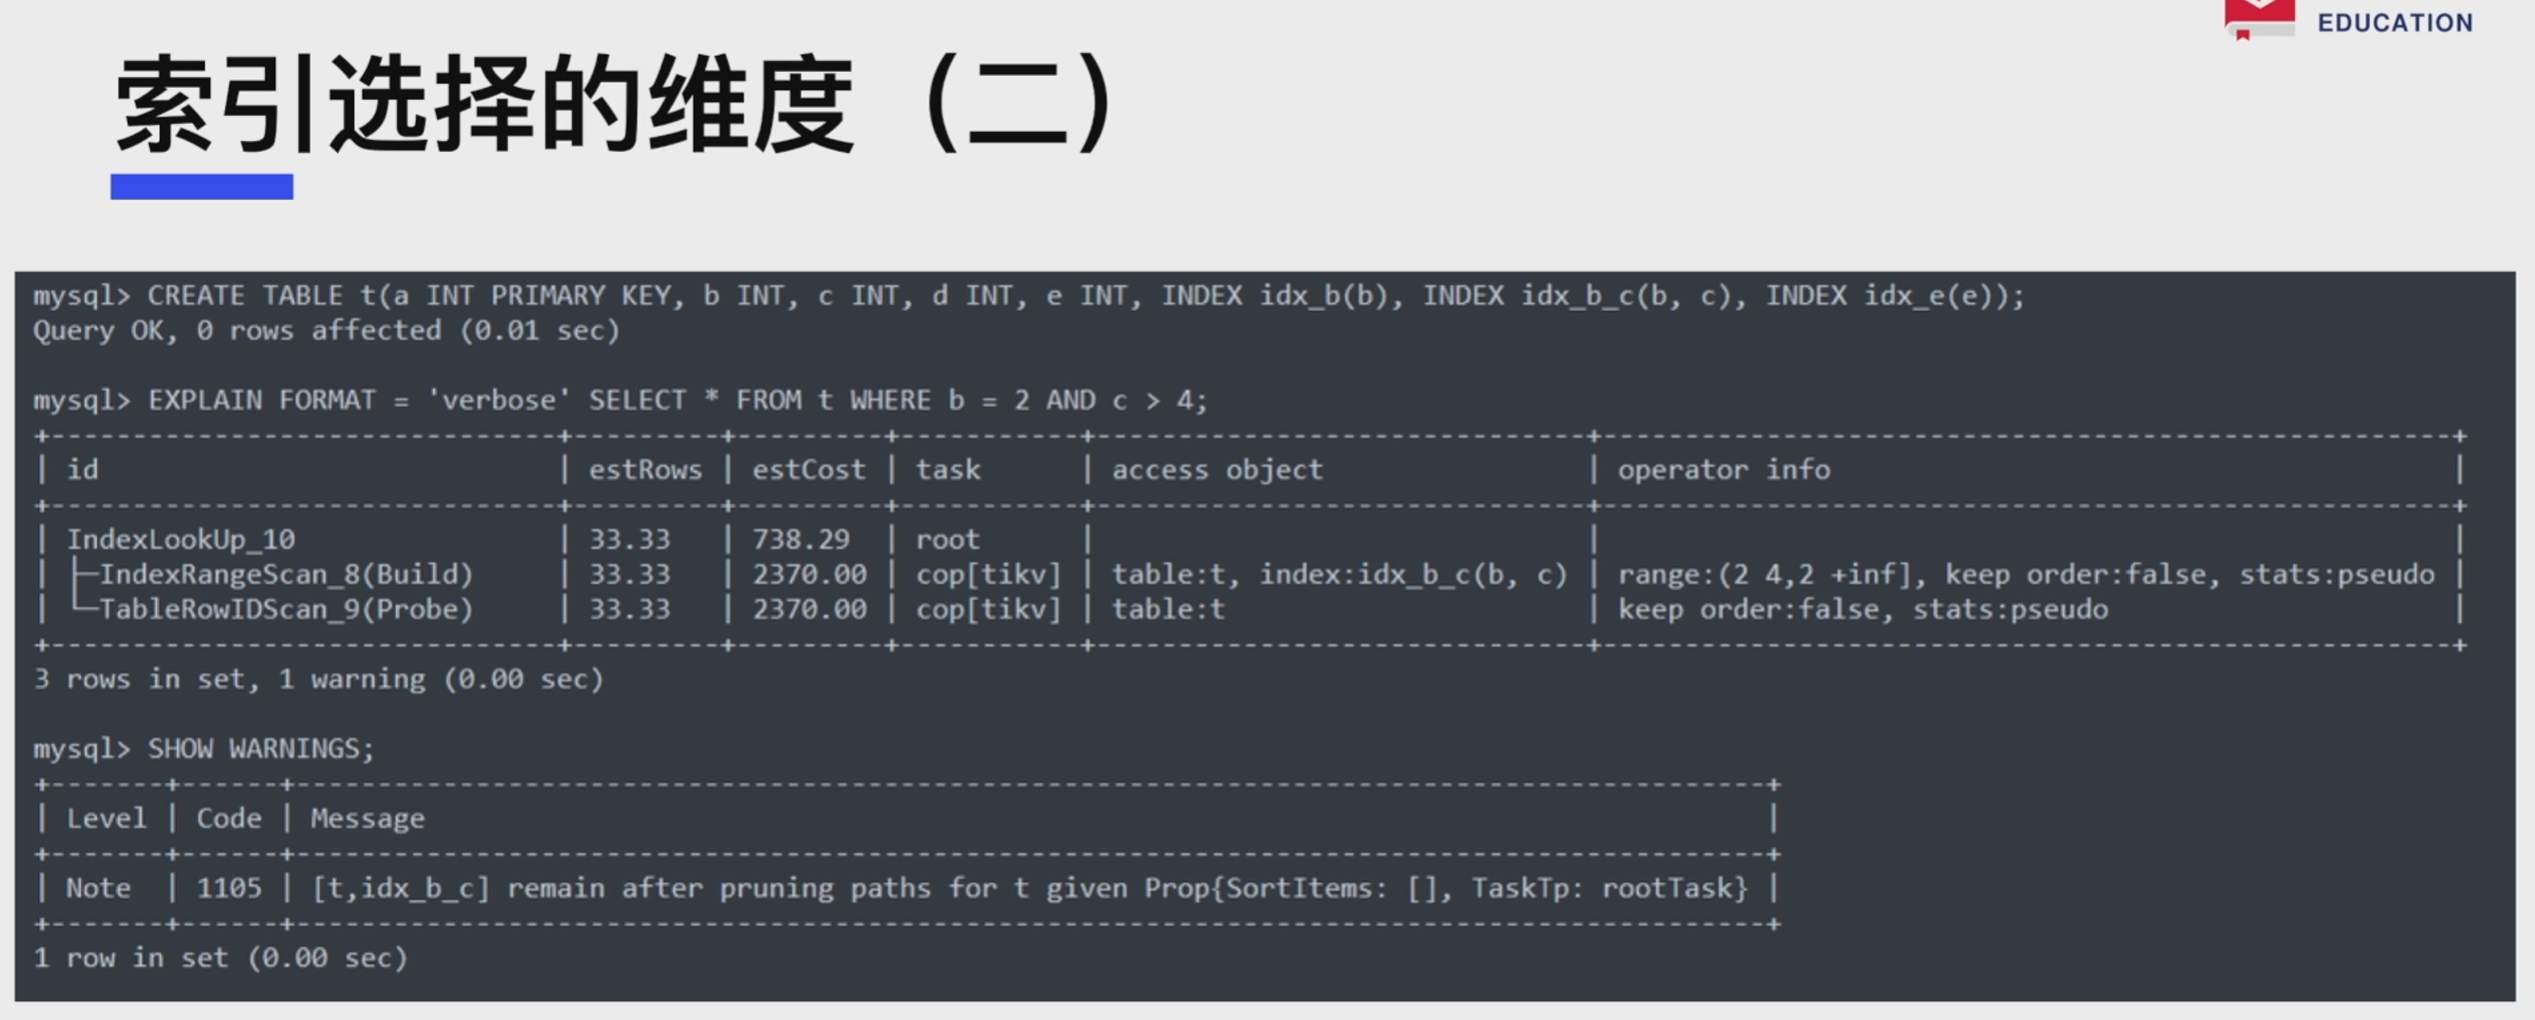 EDUCATION
索引选择的维度（二）
mysql> CREATE TABLE t(a INT PRIMARY KEY, b INT, c INT, d INT, e INT, INDEX idx_b(b), INDEX idx_b_c(b, c), INDEX idx_e(e));
Query OK, 0 rows affected (0.01 sec)
mysql> EXPLAIN FORMAT = 'verbose' SELECT * FROM t WHERE b = 2 AND c > 4;
+-------------------------------+---------+---------+-----------+------------------------------+----------------------------------------------------+
| id                            | estRows | estCost | task      | access object                | operator info                                      |
+-------------------------------+---------+---------+-----------+------------------------------+----------------------------------------------------+
| IndexLookUp_10                | 33.33   | 738.29  | root      |                              |                                                    |
| ├─IndexRangeScan_8(Build)     | 33.33   | 2370.00 | cop[tikv] | table:t, index:idx_b_c(b, c) | range:(2 4,2 +inf], keep order:false, stats:pseudo |
| └─TableRowIDScan_9(Probe)     | 33.33   | 2370.00 | cop[tikv] | table:t                      | keep order:false, stats:pseudo                     |
+-------------------------------+---------+---------+-----------+------------------------------+----------------------------------------------------+
3 rows in set, 1 warning (0.00 sec)
mysql> SHOW WARNINGS;
+-------+------+------------------------------------------------------------------------------------------+
| Level | Code | Message                                                                                  |
+-------+------+------------------------------------------------------------------------------------------+
| Note  | 1105 | [t,idx_b_c] remain after pruning paths for t given Prop{SortItems: [], TaskTp: rootTask} |
+-------+------+------------------------------------------------------------------------------------------+
1 row in set (0.00 sec)